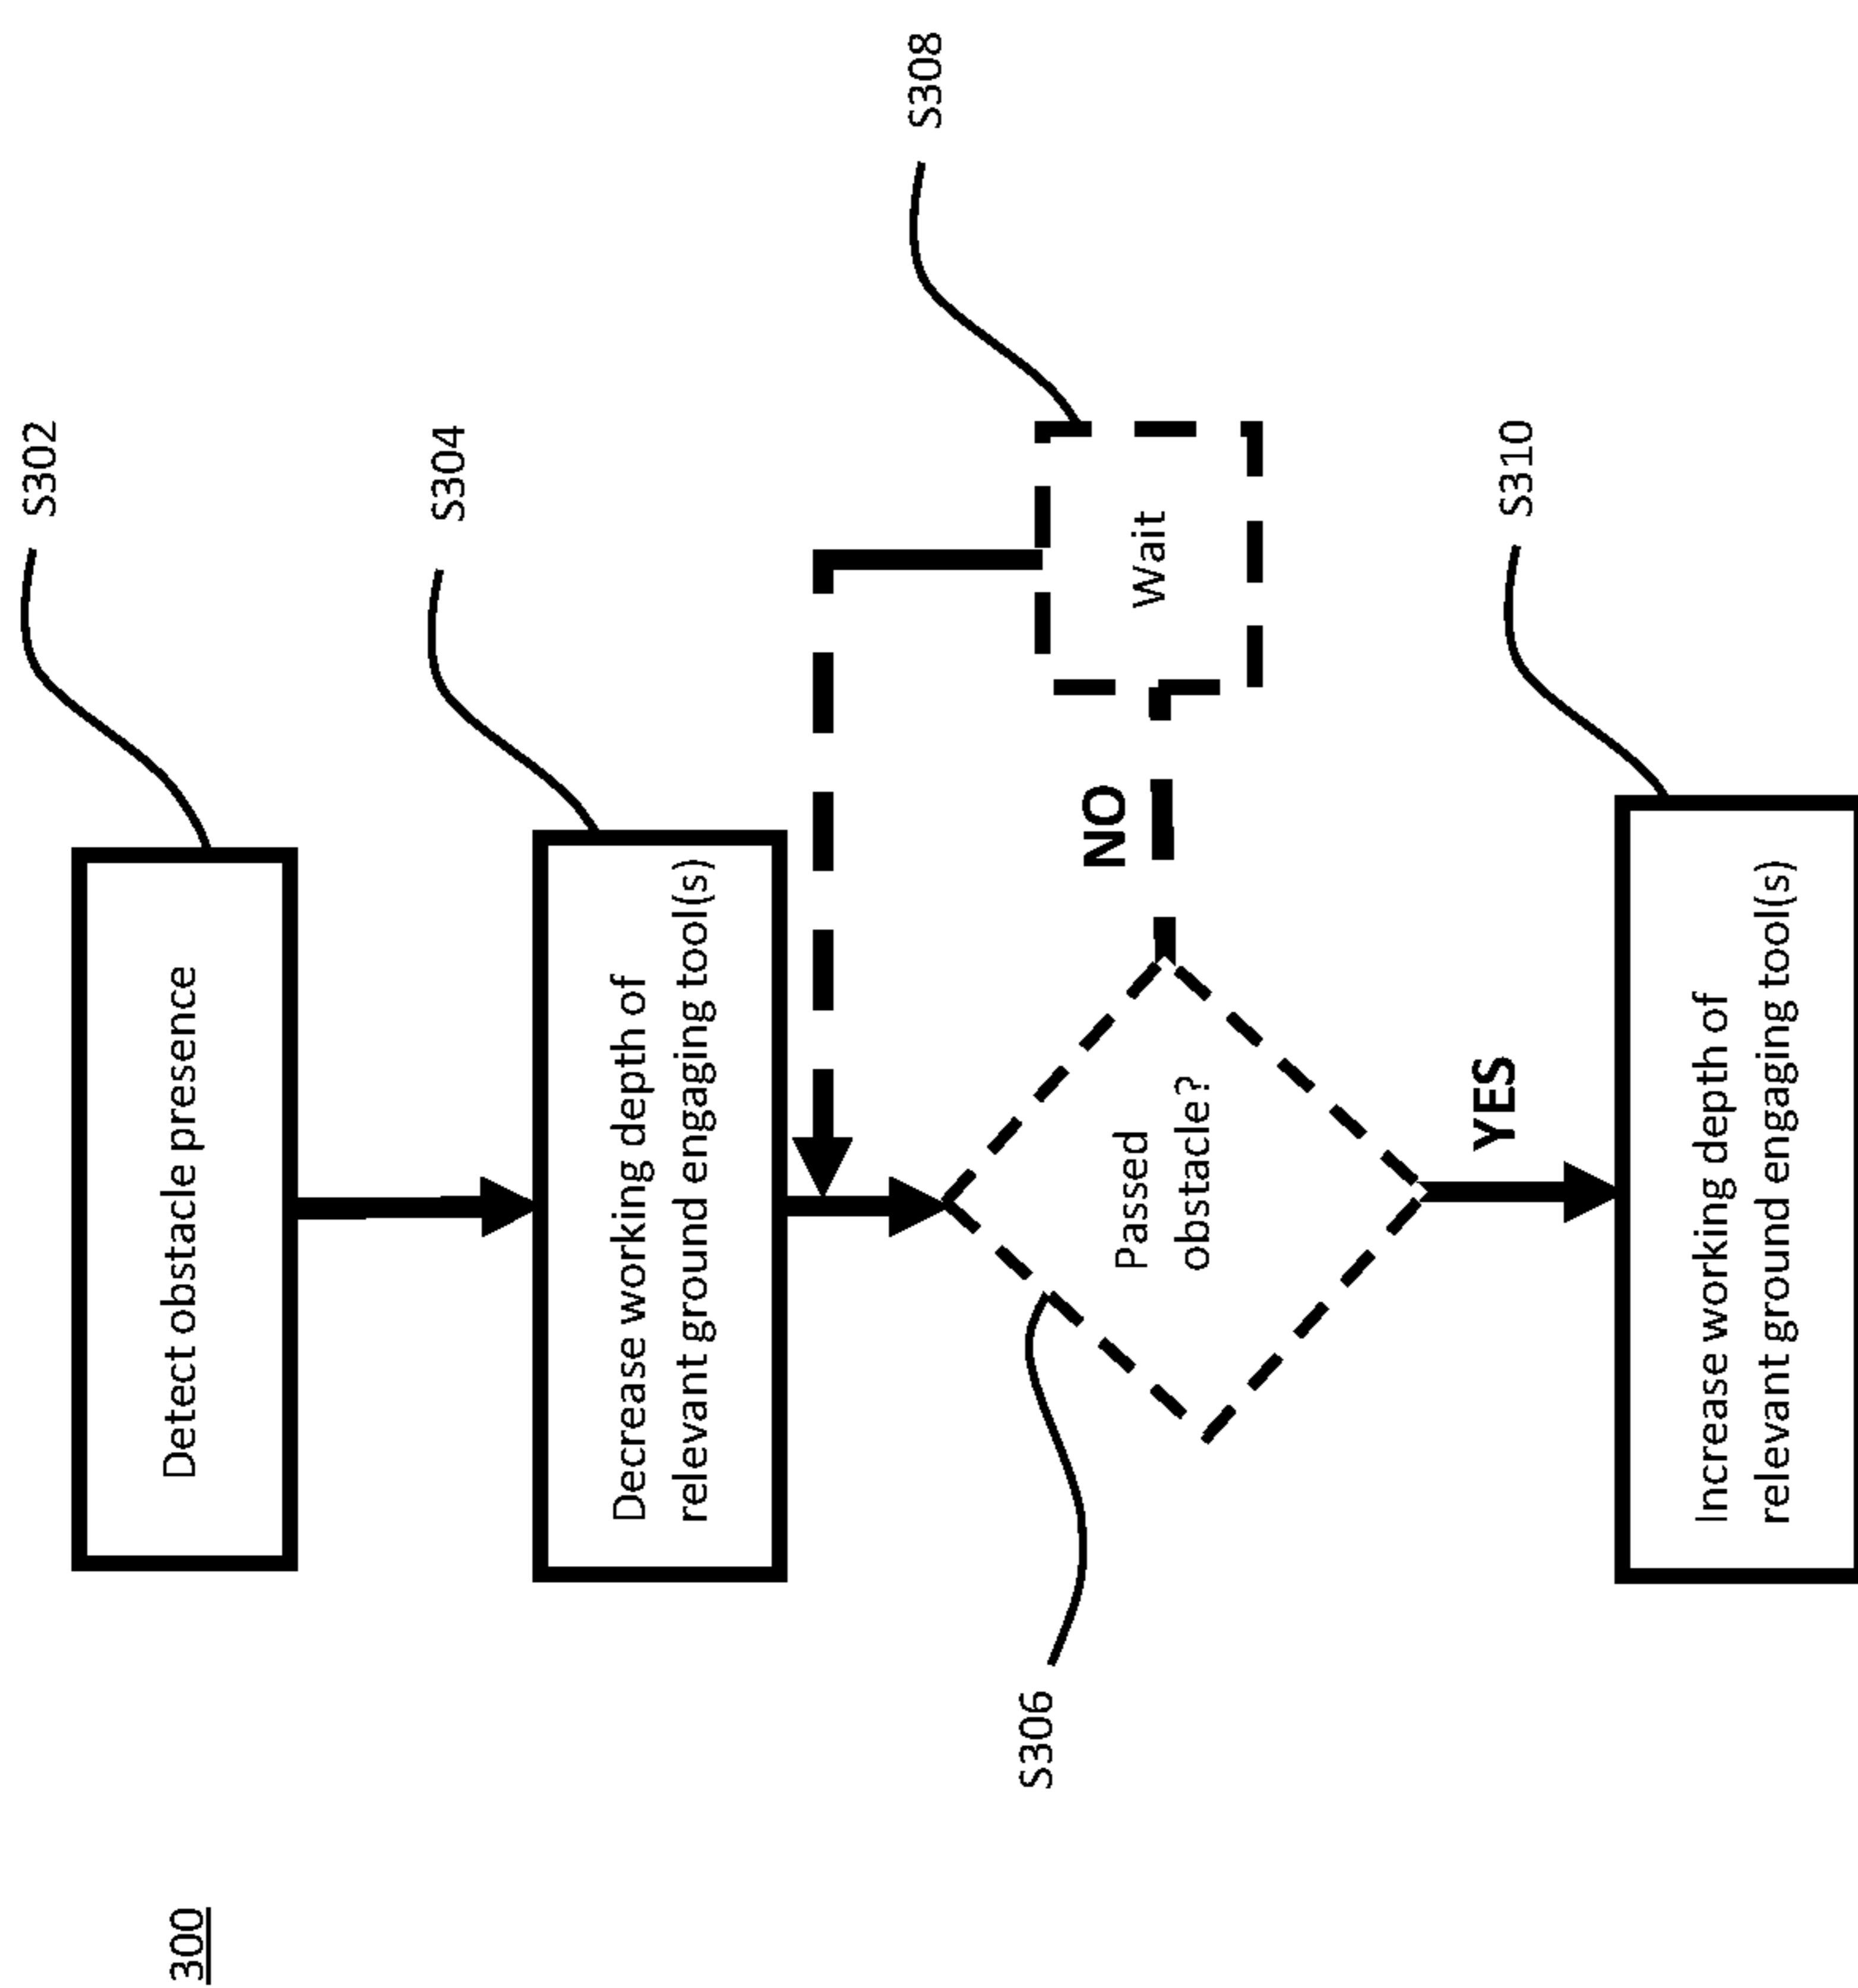 300
S302
Detect obstacle presence
S304
Decrease working depth of
relevant ground engaging tool(s)
S306
Passed
obstacle?
NO
Wait
S308
YES
S310
Increase working depth of
relevant ground engaging tool(s)